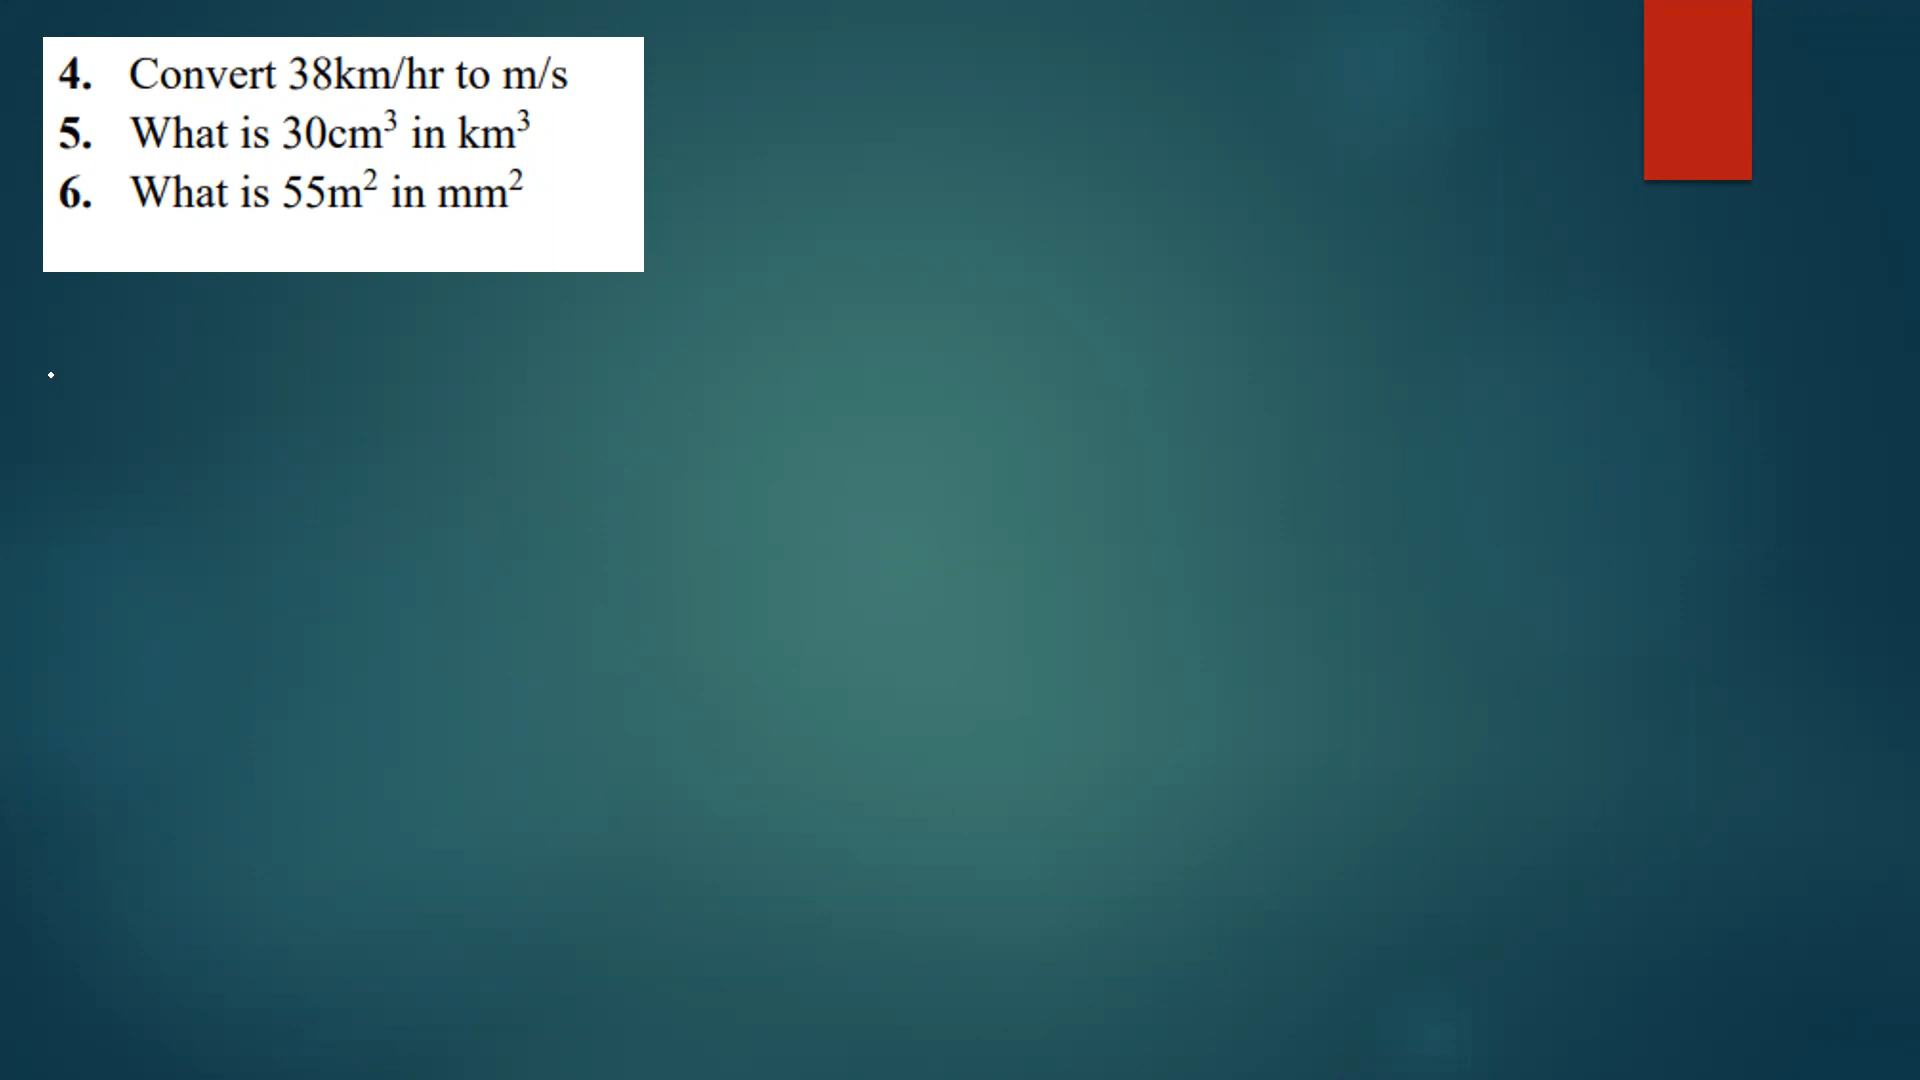 4. Convert 38km/hr to m/s
5. What is 30cm³ in km³
6. What is 55m² in mm²